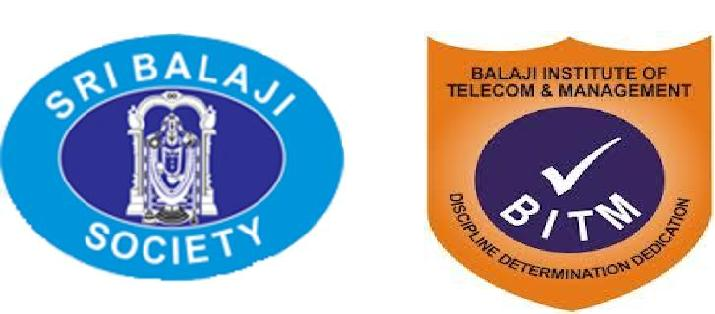 SRI BALAJI
SOCIETY
BALAJI INSTITUTE OF
TELECOM & MANAGEMENT
BITM
DISCIPLINE DETERMINATION DEDICATION